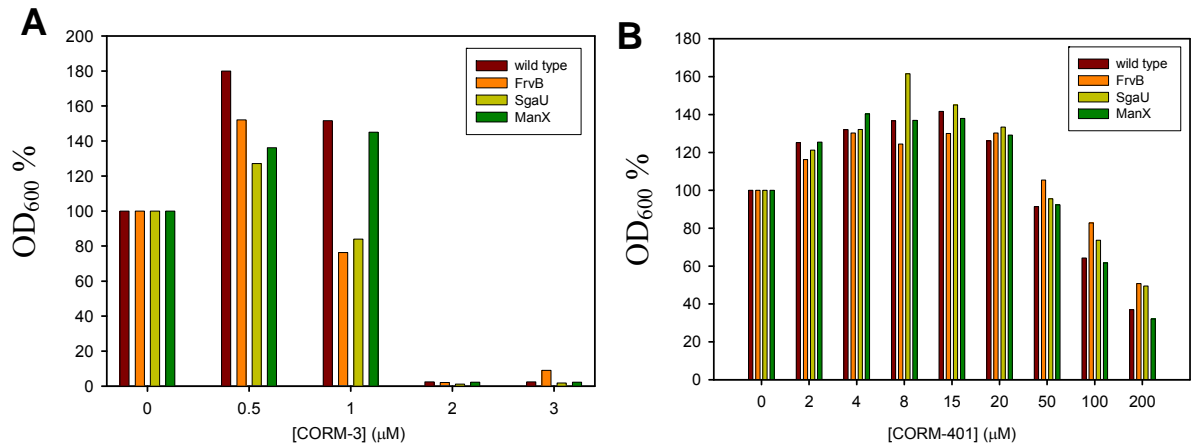 A
200
180
160
140
120
100
80
60
40
20
0
OD600 %
wild type
FrvB
SgaU
ManX
0 0.5 1 2 3
[CORM-3] (μM)
B
180
160
140
120
100
80
60
40
20
0
OD600 %
wild type
FrvB
SgaU
ManX
0 2 4 8 15 20 50 100 200
[CORM-401] (μM)